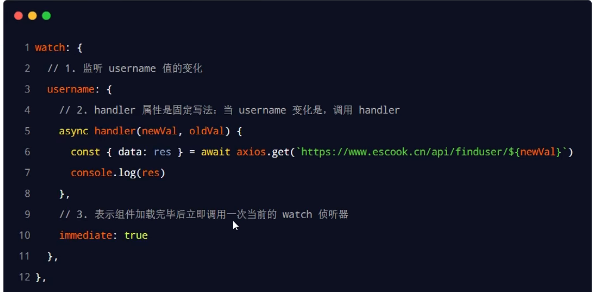 1 watch: {
2 // 1. 监听 username 值的变化
3 username: {
4 // 2. handler 属性是固定写法：当 username 变化是，调用 handler
5 async handler(newVal, oldVal) {
6 const { data: res } = await axios.get(`https://www.escook.cn/api/finduser/${newVal}`)
7 console.log(res)
8 },
9 // 3. 表示组件加载完毕后立即调用一次当前的 watch 侦听器
10 immediate: true
11 },
12 },